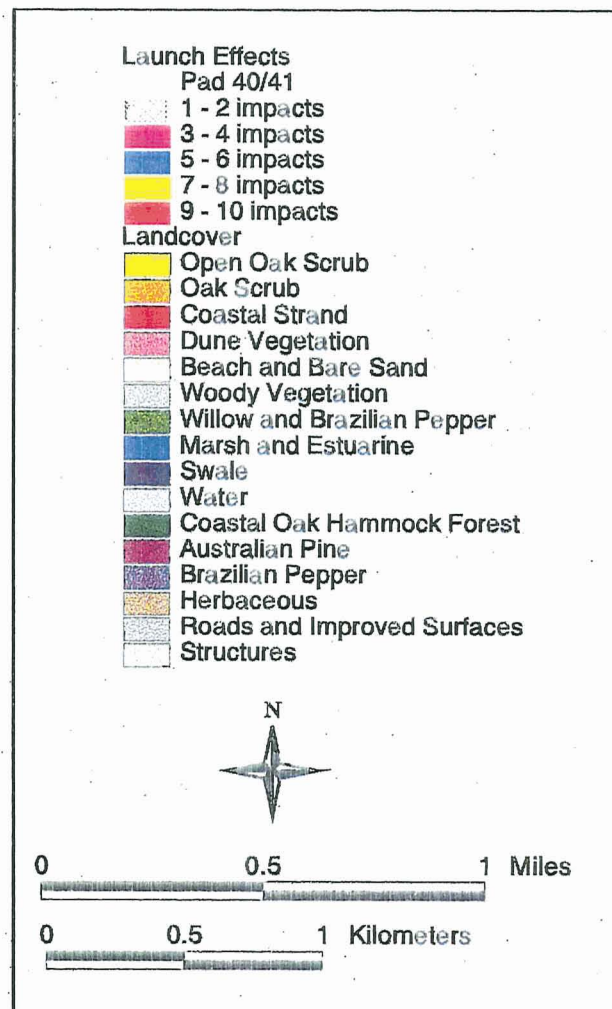 Launch Effects
Pad 40/41
1 - 2 impacts
3 - 4 impacts
5 - 6 impacts
7 - 8 impacts
9 - 10 impacts
Landcover
Open Oak Scrub
Oak Scrub
Coastal Strand
Dune Vegetation
Beach and Bare Sand
Woody Vegetation
Willow and Brazilian Pepper
Marsh and Estuarine
Swale
Water
Coastal Oak Hammock Forest
Australian Pine
Brazilian Pepper
Herbaceous
Roads and Improved Surfaces
Structures
N
0 0.5 1 Miles
0 0.5 1 Kilometers